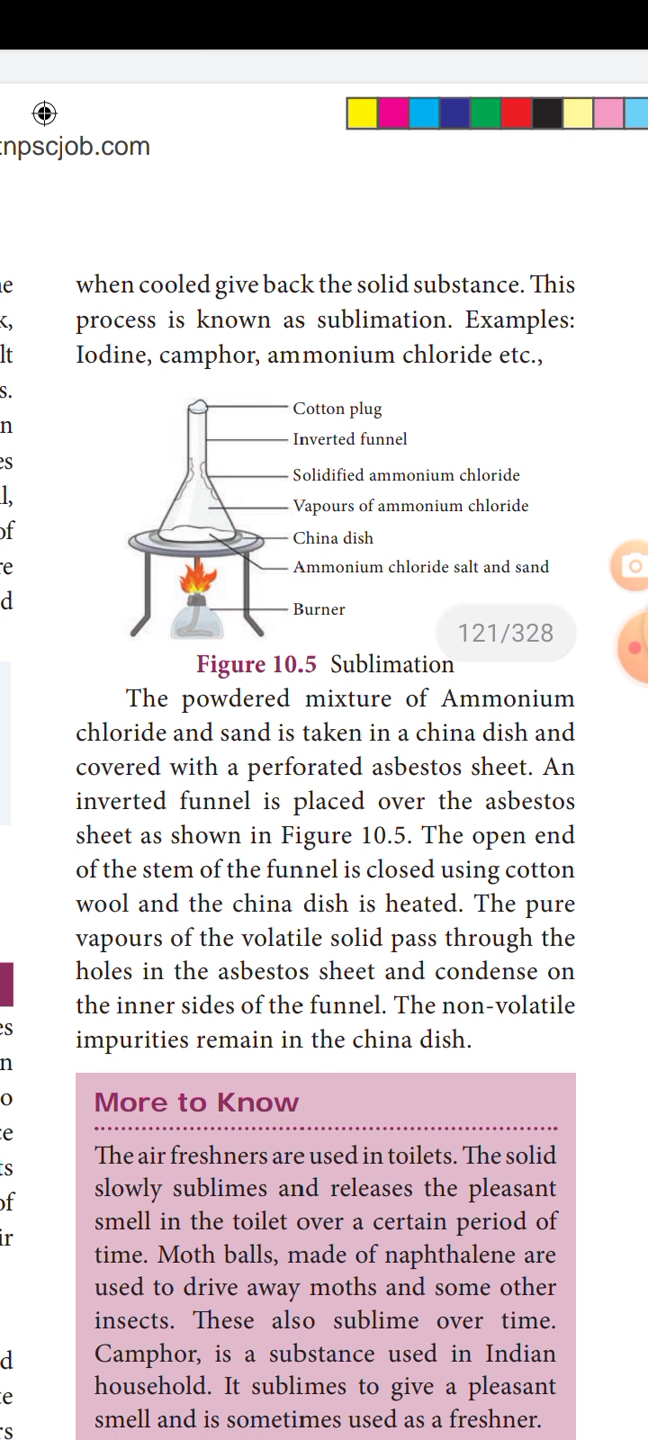 tnpscjob.com
when cooled give back the solid substance. This
process is known as sublimation. Examples:
Iodine, camphor, ammonium chloride etc.,
Cotton plug
Inverted funnel
Solidified ammonium chloride
Vapours of ammonium chloride
China dish
Ammonium chloride salt and sand
Burner
121/328
Figure 10.5 Sublimation
The powdered mixture of Ammonium
chloride and sand is taken in a china dish and
covered with a perforated asbestos sheet. An
inverted funnel is placed over the asbestos
sheet as shown in Figure 10.5. The open end
of the stem of the funnel is closed using cotton
wool and the china dish is heated. The pure
vapours of the volatile solid pass through the
holes in the asbestos sheet and condense on
the inner sides of the funnel. The non-volatile
impurities remain in the china dish.
More to Know
The air freshners are used in toilets. The solid
slowly sublimes and releases the pleasant
smell in the toilet over a certain period of
time. Moth balls, made of naphthalene are
used to drive away moths and some other
insects. These also sublime over time.
Camphor, is a substance used in Indian
household. It sublimes to give a pleasant
smell and is sometimes used as a freshner.